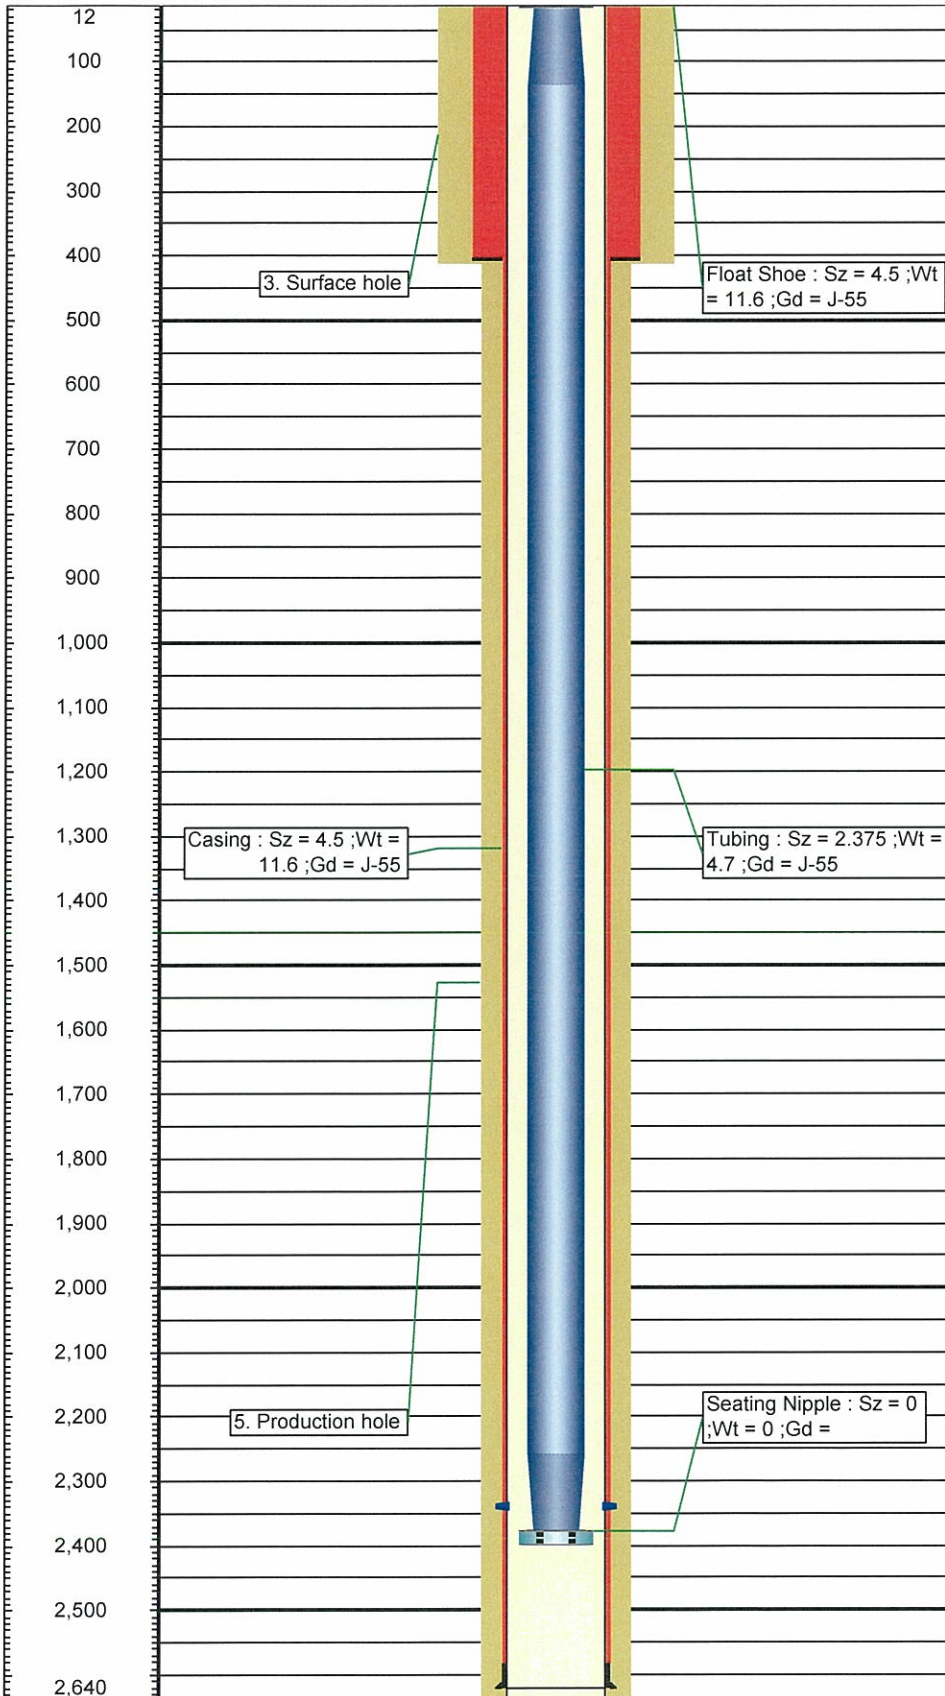 12
100
200
300
400
3. Surface hole
Float Shoe : Sz = 4.5 ;Wt
= 11.6 ;Gd = J-55
500
600
700
800
900
1,000
1,100
1,200
1,300
Casing : Sz = 4.5 ;Wt =
11.6 ;Gd = J-55
Tubing : Sz = 2.375 ;Wt =
4.7 ;Gd = J-55
1,400
1,500
1,600
1,700
1,800
1,900
2,000
2,100
2,200
5. Production hole
Seating Nipple : Sz = 0
;Wt = 0 ;Gd =
2,300
2,400
2,500
2,640